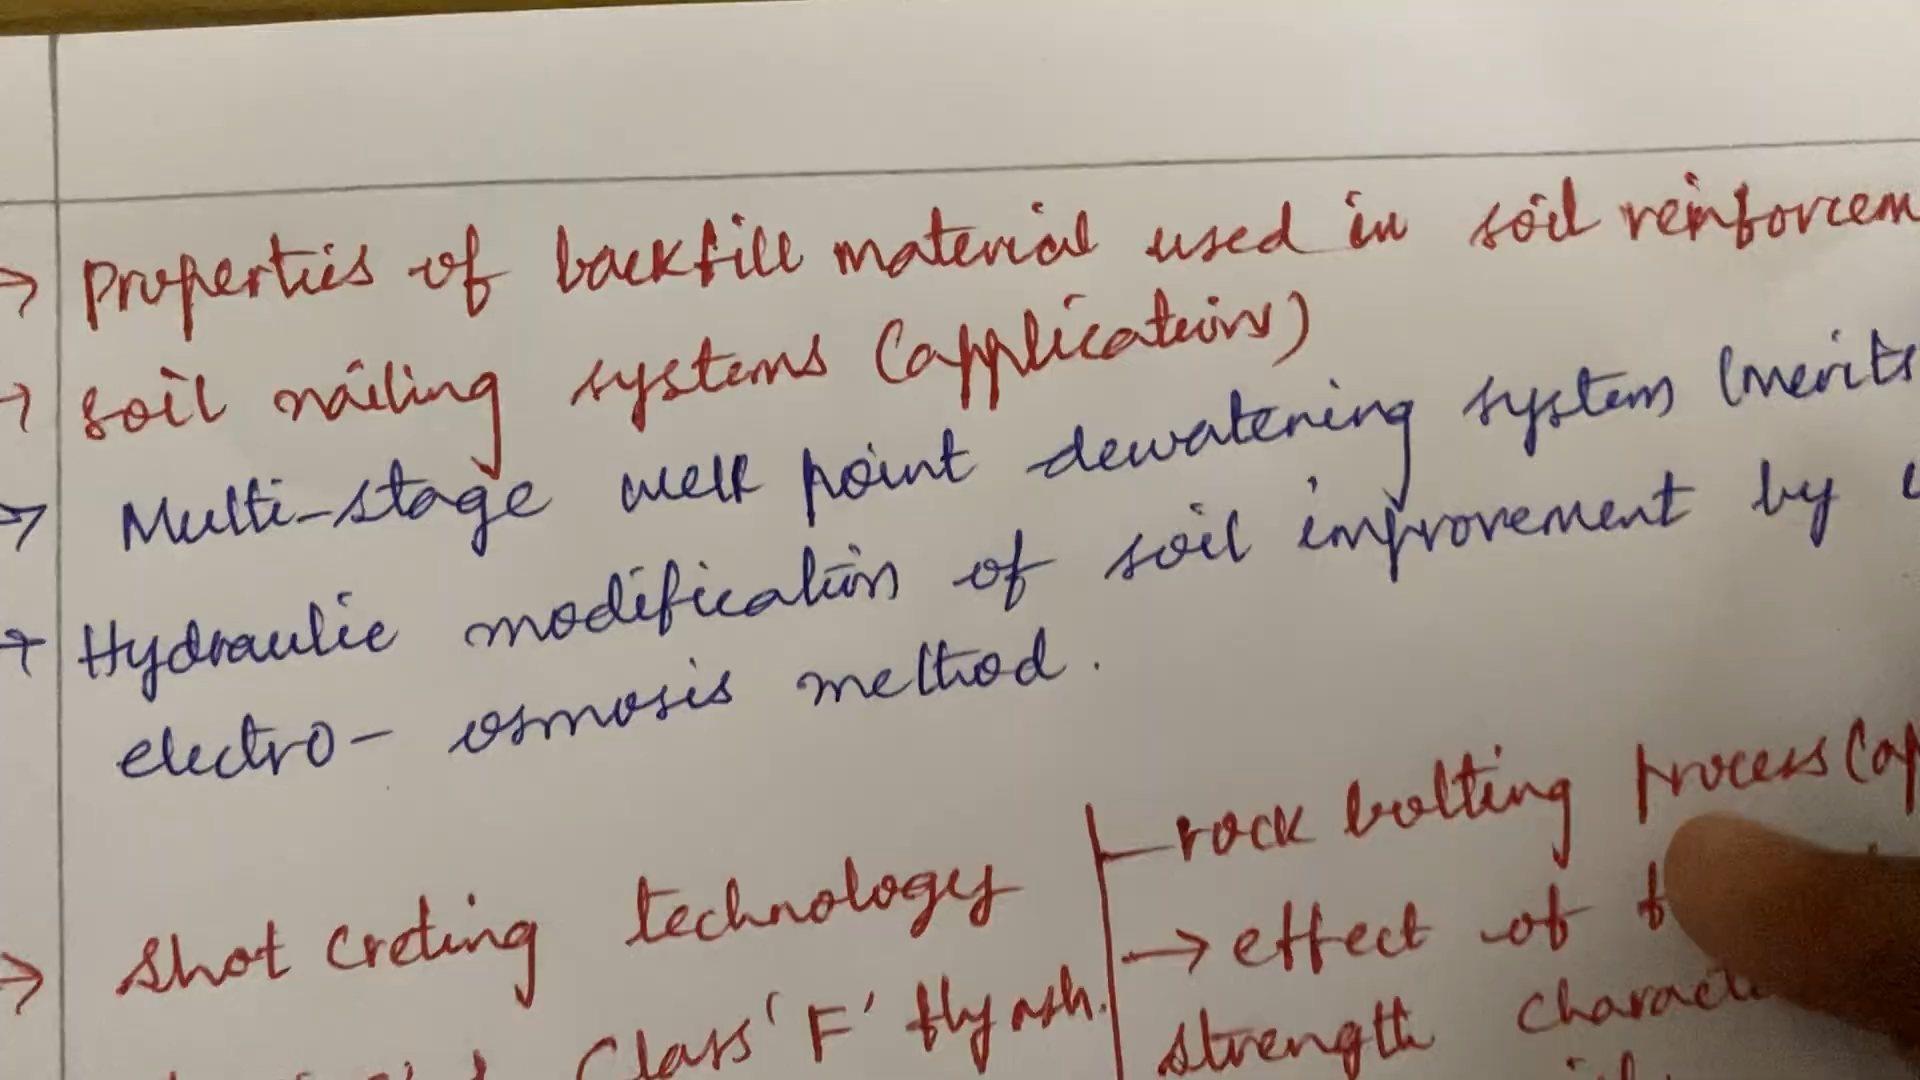 → Properties of backfill material used in soil reinforcem
→ Soil nailing systems (applications)
→ Multi-stage well point dewatering system (merits
→ Hydraulic modification of soil improvement by
electro- osmosis method.
→ Shot creting technology
Class 'F' fly ash.
rock bolting process (ap
→ effect of f
strength characte